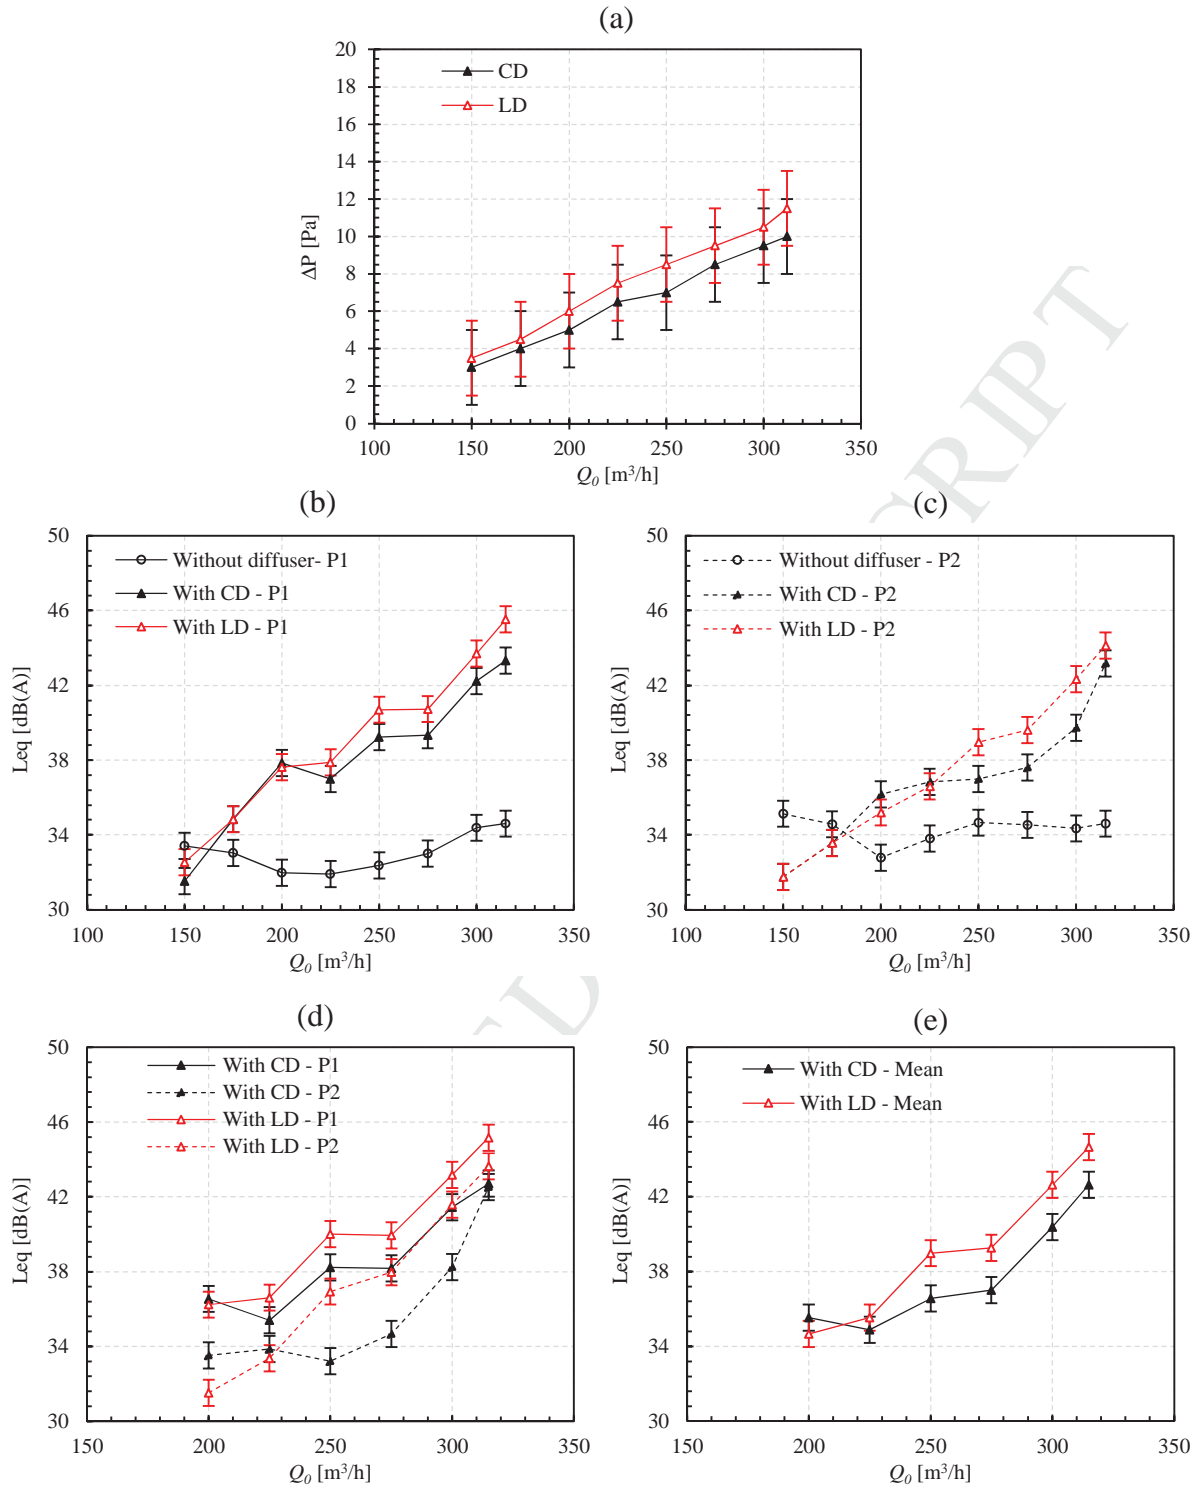 (a)
20
18
16
14
12
10
8
6
4
2
0
ΔP [Pa]
CD
LD
100 150 200 250 300 350
Q0 [m³/h]
(b)
50
46
42
38
34
30
Leq [dB(A)]
Without diffuser- P1
With CD - P1
With LD - P1
100 150 200 250 300 350
Q0 [m³/h]
(c)
50
46
42
38
34
30
Leq [dB(A)]
Without diffuser - P2
With CD - P2
With LD - P2
100 150 200 250 300 350
Q0 [m³/h]
(d)
50
46
42
38
34
30
Leq [dB(A)]
With CD - P1
With CD - P2
With LD - P1
With LD - P2
150 200 250 300 350
Q0 [m³/h]
(e)
50
46
42
38
34
30
Leq [dB(A)]
With CD - Mean
With LD - Mean
150 200 250 300 350
Q0 [m³/h]